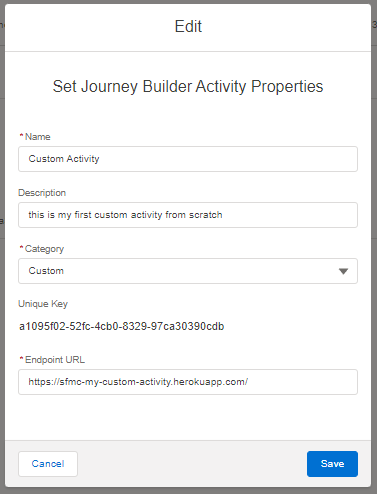 Edit
Set Journey Builder Activity Properties
* Name
Custom Activity
Description
this is my first custom activity from scratch
* Category
Custom
Unique Key
a1095f02-52fc-4cb0-8329-97ca30390cdb
* Endpoint URL
https://sfmc-my-custom-activity.herokuapp.com/
Cancel
Save